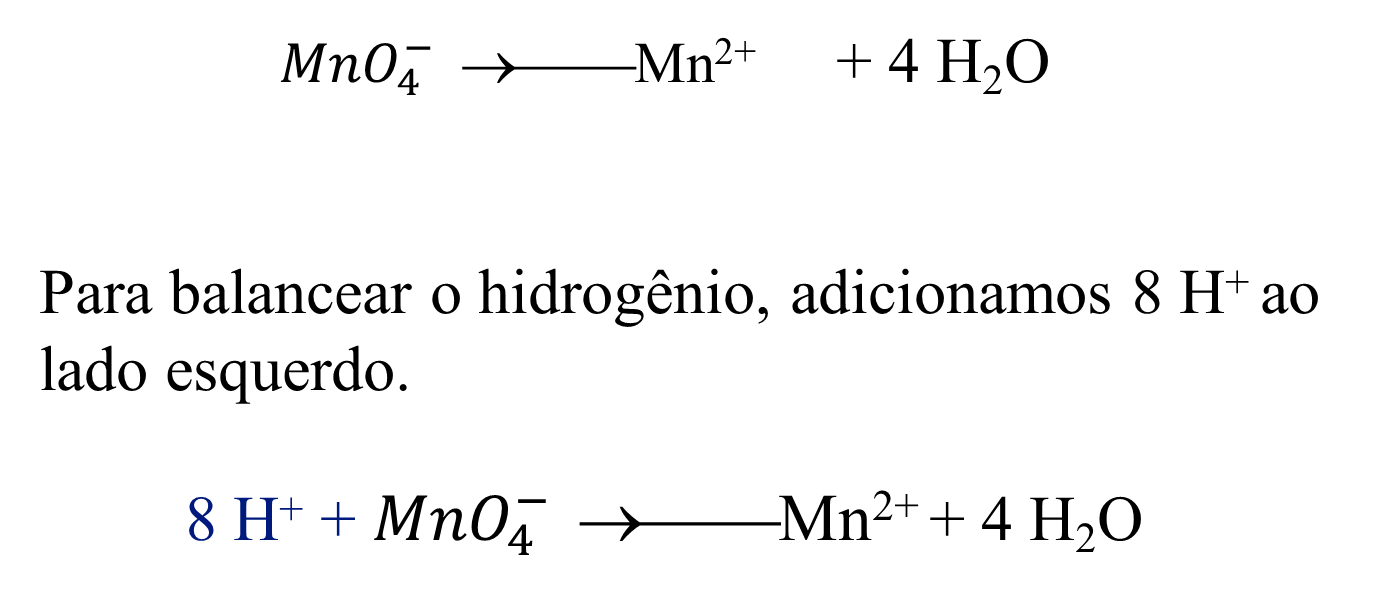 MnO₄⁻ → Mn²⁺ + 4 H₂O
Para balancear o hidrogênio, adicionamos 8 H⁺ ao
lado esquerdo.
8 H⁺ + MnO₄⁻ → Mn²⁺ + 4 H₂O